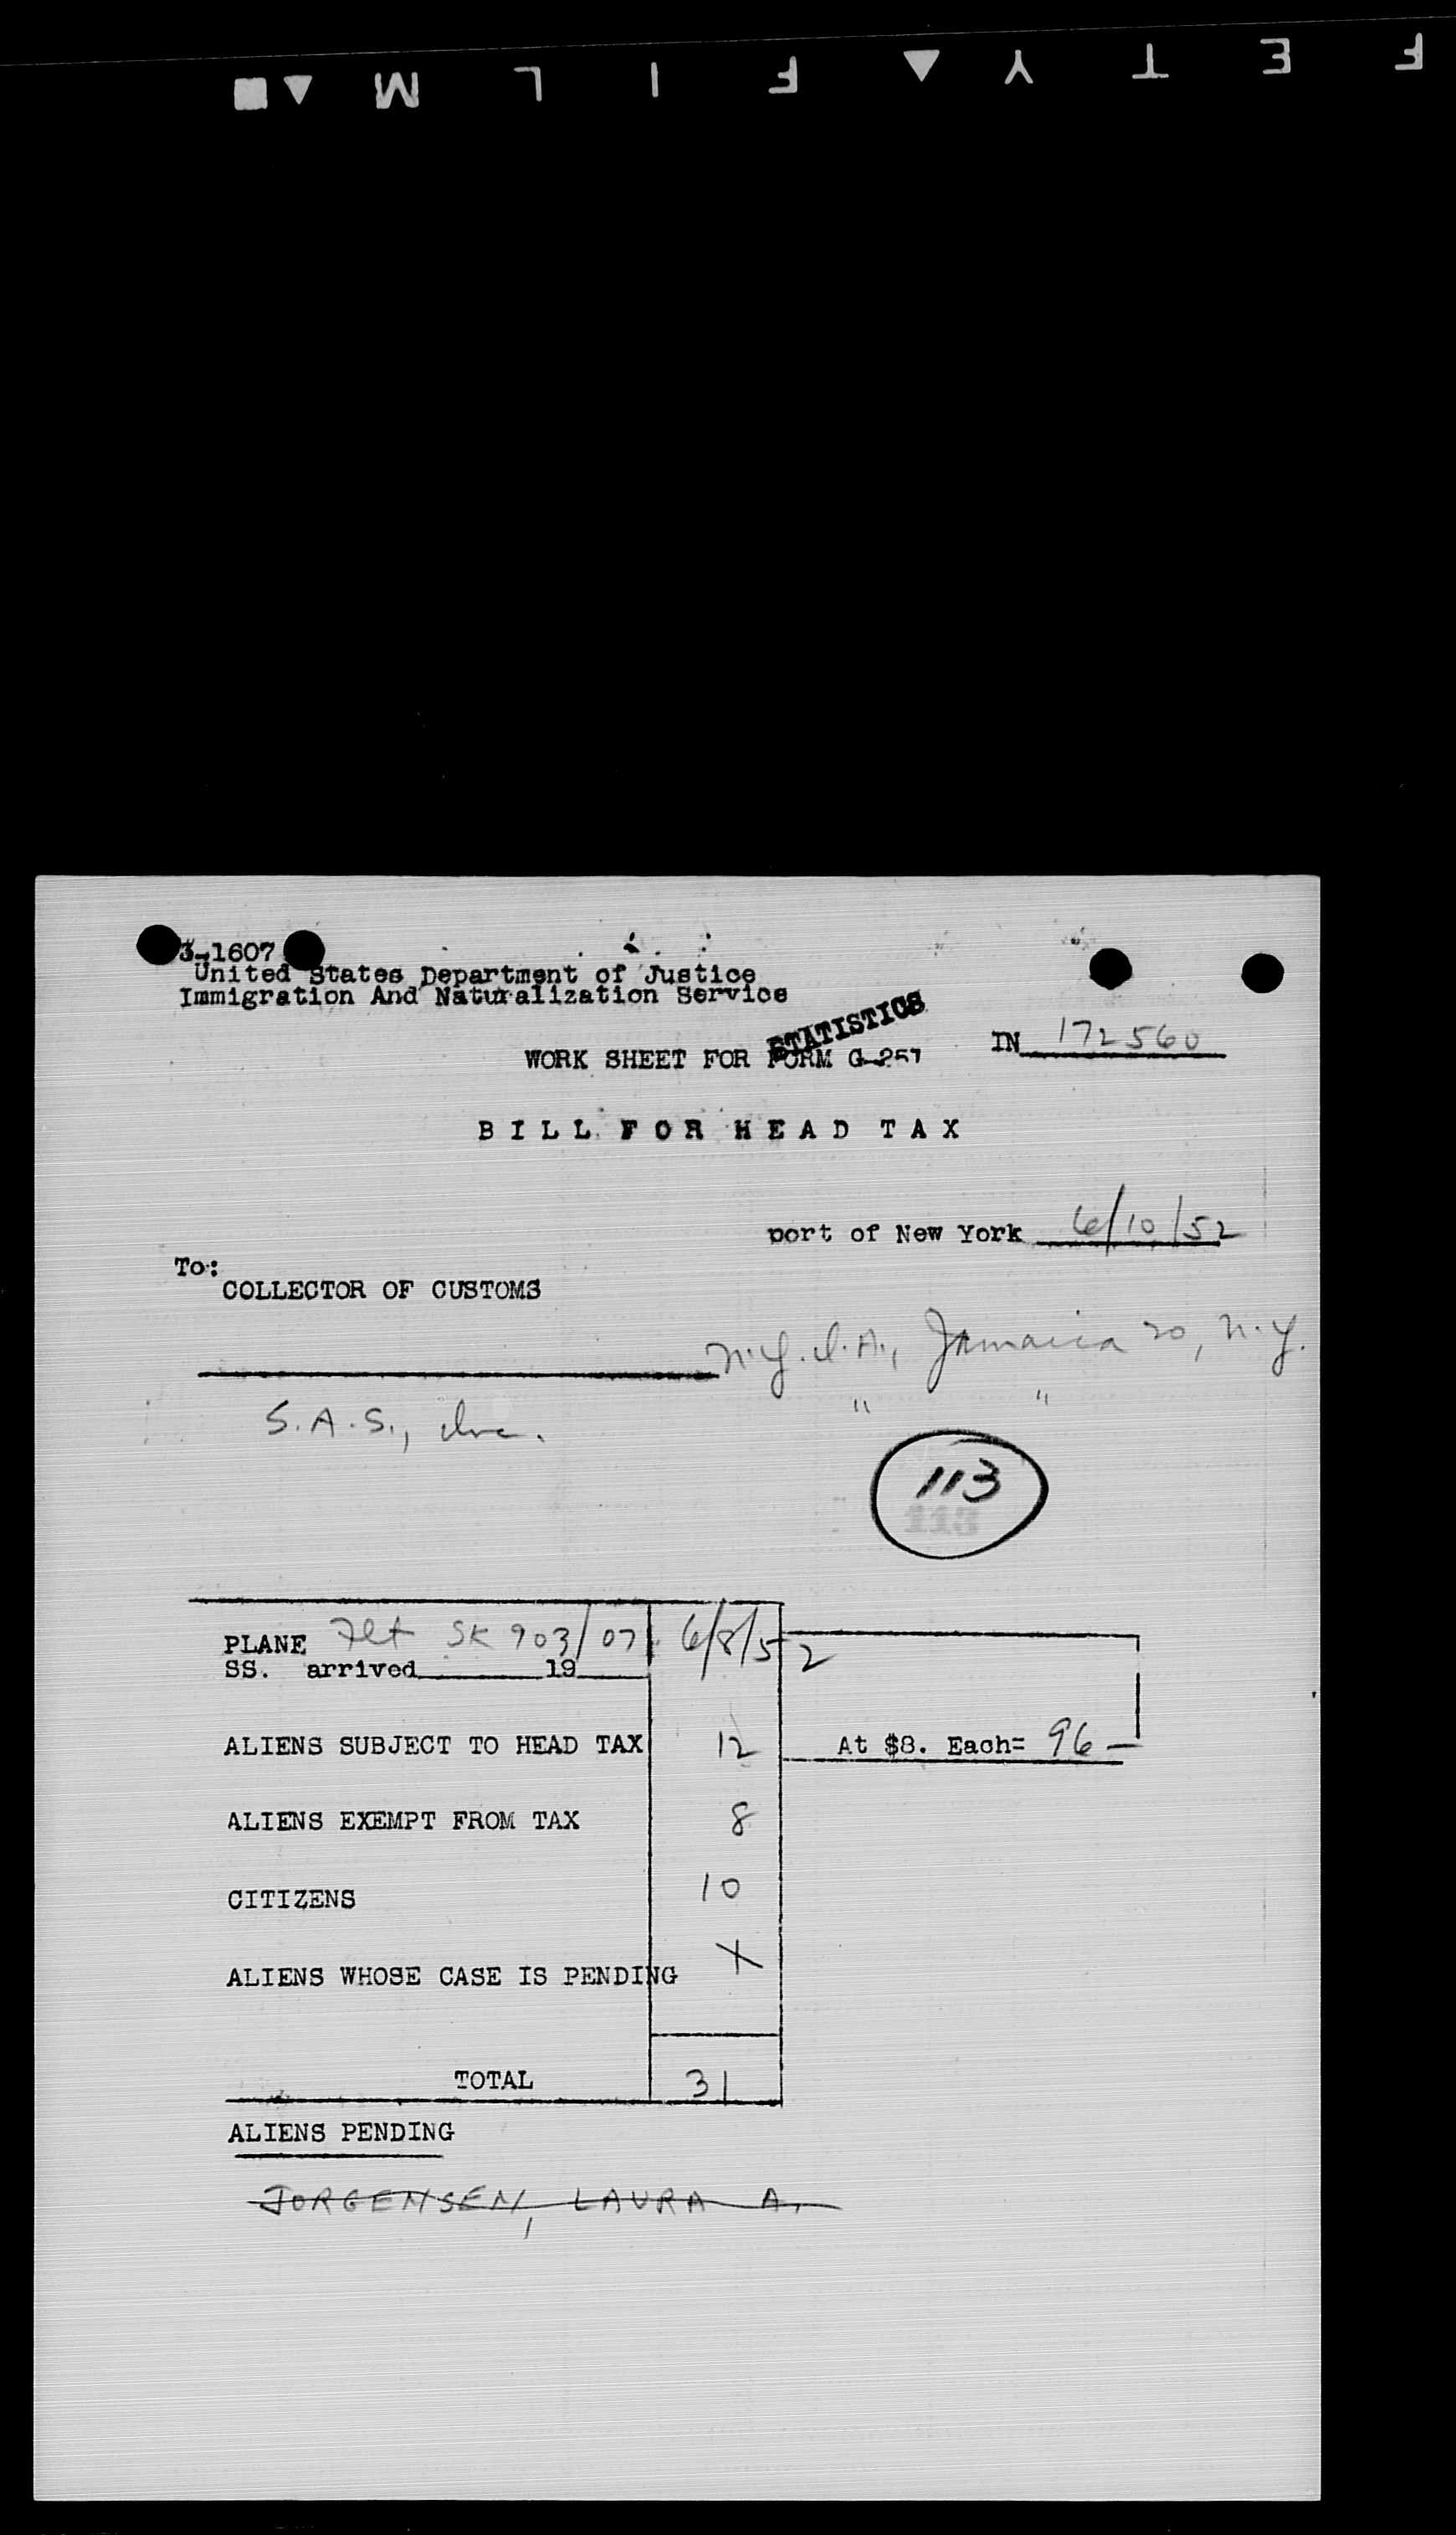 SAFETY FILM
3-1607
United States Department of Justice
Immigration And Naturalization Service
STATISTICS
WORK SHEET FOR FORM G-257
IN 172560
BILL FOR HEAD TAX
port of New York 6/10/52
To:
COLLECTOR OF CUSTOMS
N.Y.I.A., Jamaica 20, N.Y.
S.A.S., Inc. " "
113
113
PLANE Flt SK 903/07 6/8/52
SS. arrived 19
ALIENS SUBJECT TO HEAD TAX 12 At $8. Each= 96 —
ALIENS EXEMPT FROM TAX 8
CITIZENS 10
ALIENS WHOSE CASE IS PENDING X
TOTAL 31
ALIENS PENDING
JORGENSEN, LAURA A.